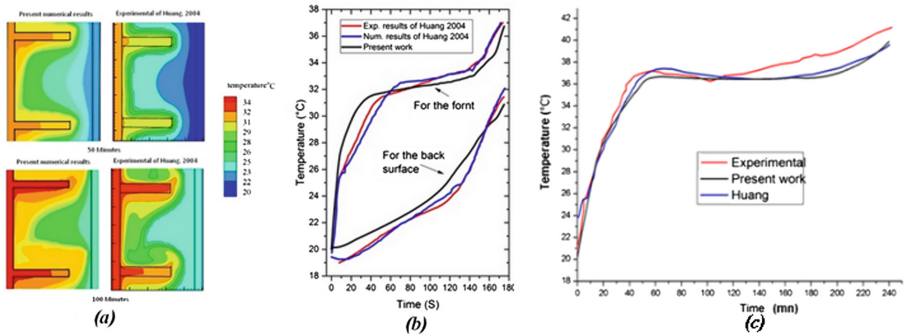 Present numerical results
Experimental of Huang, 2004
50 Minutes
Present numerical results
Experimental of Huang, 2004
100 Minutes
temperature°C
34
32
31
29
28
26
25
23
22
20
(a)
Temperature (°C)
38
36
34
32
30
28
26
24
22
20
18
Exp. results of Huang 2004
Num. results of Huang 2004
Present work
For the fornt
For the back
surface
0 20 40 60 80 100 120 140 160 180
Time (S)
(b)
Temperature (°C)
42
40
38
36
34
32
30
28
26
24
22
20
18
Experimental
Present work
Huang
0 20 40 60 80 100 120 140 160 180 200 220 240
Time (mn)
(c)